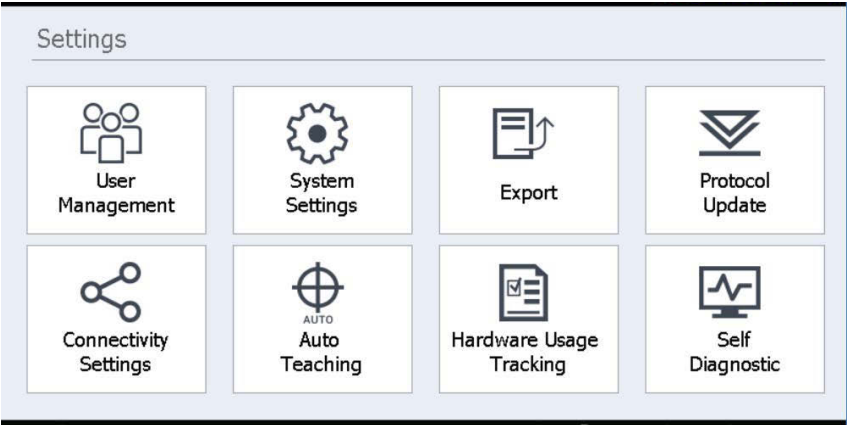 Settings
User
Management
System
Settings
Export
Protocol
Update
Connectivity
Settings
AUTO
Auto
Teaching
Hardware Usage
Tracking
Self
Diagnostic